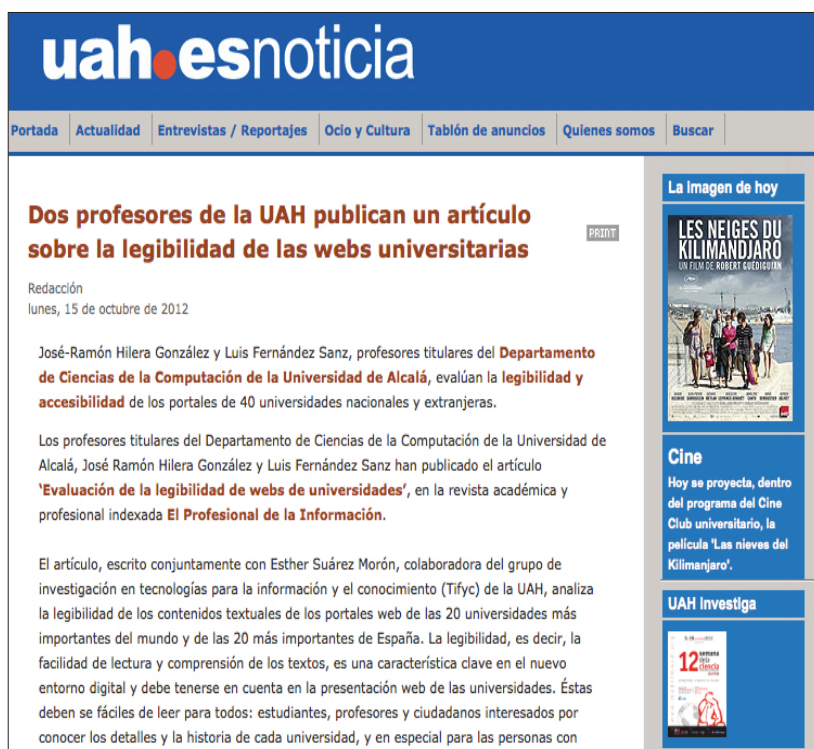 uah.esnoticia
Portada
Actualidad
Entrevistas / Reportajes
Ocio y Cultura
Tablón de anuncios
Quienes somos
Buscar
Dos profesores de la UAH publican un artículo
sobre la legibilidad de las webs universitarias
PRINT
Redacción
lunes, 15 de octubre de 2012
José-Ramón Hilera González y Luis Fernández Sanz, profesores titulares del Departamento
de Ciencias de la Computación de la Universidad de Alcalá, evalúan la legibilidad y
accesibilidad de los portales de 40 universidades nacionales y extranjeras.
Los profesores titulares del Departamento de Ciencias de la Computación de la Universidad de
Alcalá, José Ramón Hilera González y Luis Fernández Sanz han publicado el artículo
'Evaluación de la legibilidad de webs de universidades', en la revista académica y
profesional indexada El Profesional de la Información.
El artículo, escrito conjuntamente con Esther Suárez Morón, colaboradora del grupo de
investigación en tecnologías para la información y el conocimiento (Tifyc) de la UAH, analiza
la legibilidad de los contenidos textuales de los portales web de las 20 universidades más
importantes del mundo y de las 20 más importantes de España. La legibilidad, es decir, la
facilidad de lectura y comprensión de los textos, es una característica clave en el nuevo
entorno digital y debe tenerse en cuenta en la presentación web de las universidades. Éstas
deben se fáciles de leer para todos: estudiantes, profesores y ciudadanos interesados por
conocer los detalles y la historia de cada universidad, y en especial para las personas con
La imagen de hoy
LES NEIGES DU
KILIMANDJARO
UN FILM DE ROBERT GUÉDIGUIAN
Cine
Hoy se proyecta, dentro
del programa del Cine
Club universitario, la
película 'Las nieves del
Kilimanjaro'.
UAH Investiga
12 semana
de la
ciencia